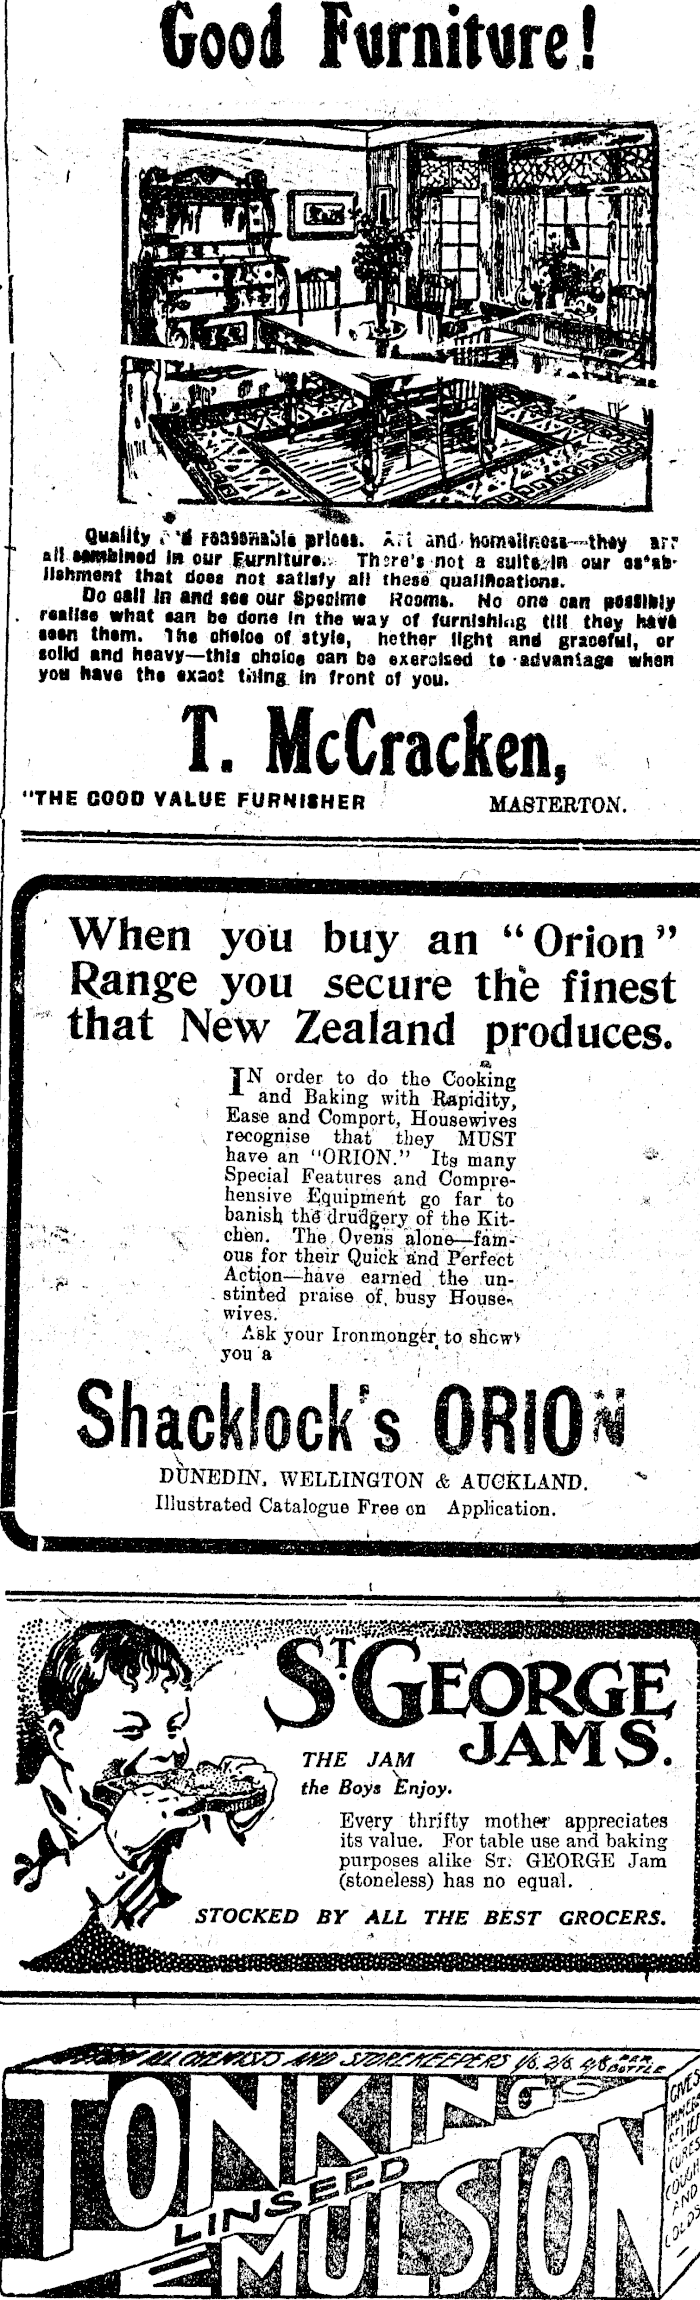 Good Furniture!
Quality reasonable prices. Art and homeliness—they are
all combined in our Furniture. There's not a suite in our estab-
lishment that does not satisfy all these qualifications.
Do call in and see our Specime Rooms. No one can possibly
realise what can be done in the way of furnishing till they have
seen them. The choice of style, hether light and graceful, or
solid and heavy—this choice can be exercised to advantage when
you have the exact thing in front of you.
T. McCracken,
"THE GOOD VALUE FURNISHER MASTERTON.
When you buy an "Orion"
Range you secure the finest
that New Zealand produces.
IN order to do the Cooking
and Baking with Rapidity,
Ease and Comport, Housewives
recognise that they MUST
have an "ORION." Its many
Special Features and Compre-
hensive Equipment go far to
banish the drudgery of the Kit-
chen. The Ovens alone—fam-
ous for their Quick and Perfect
Action—have earned the un-
stinted praise of busy House-
wives.
Ask your Ironmonger to show
you a
Shacklock's ORION
DUNEDIN, WELLINGTON & AUCKLAND.
Illustrated Catalogue Free on Application.
ST. GEORGE
JAMS.
THE JAM
the Boys Enjoy.
Every thrifty mother appreciates
its value. For table use and baking
purposes alike ST. GEORGE Jam
(stoneless) has no equal.
STOCKED BY ALL THE BEST GROCERS.
ALL CHEMISTS AND STOREKEEPERS 1/6. 2/6. 4/6 PER BOTTLE
TONKING'S
LINSEED
EMULSION
GIVES
IMMED
RELIEF
CURES
COUGH
AND
COLDS